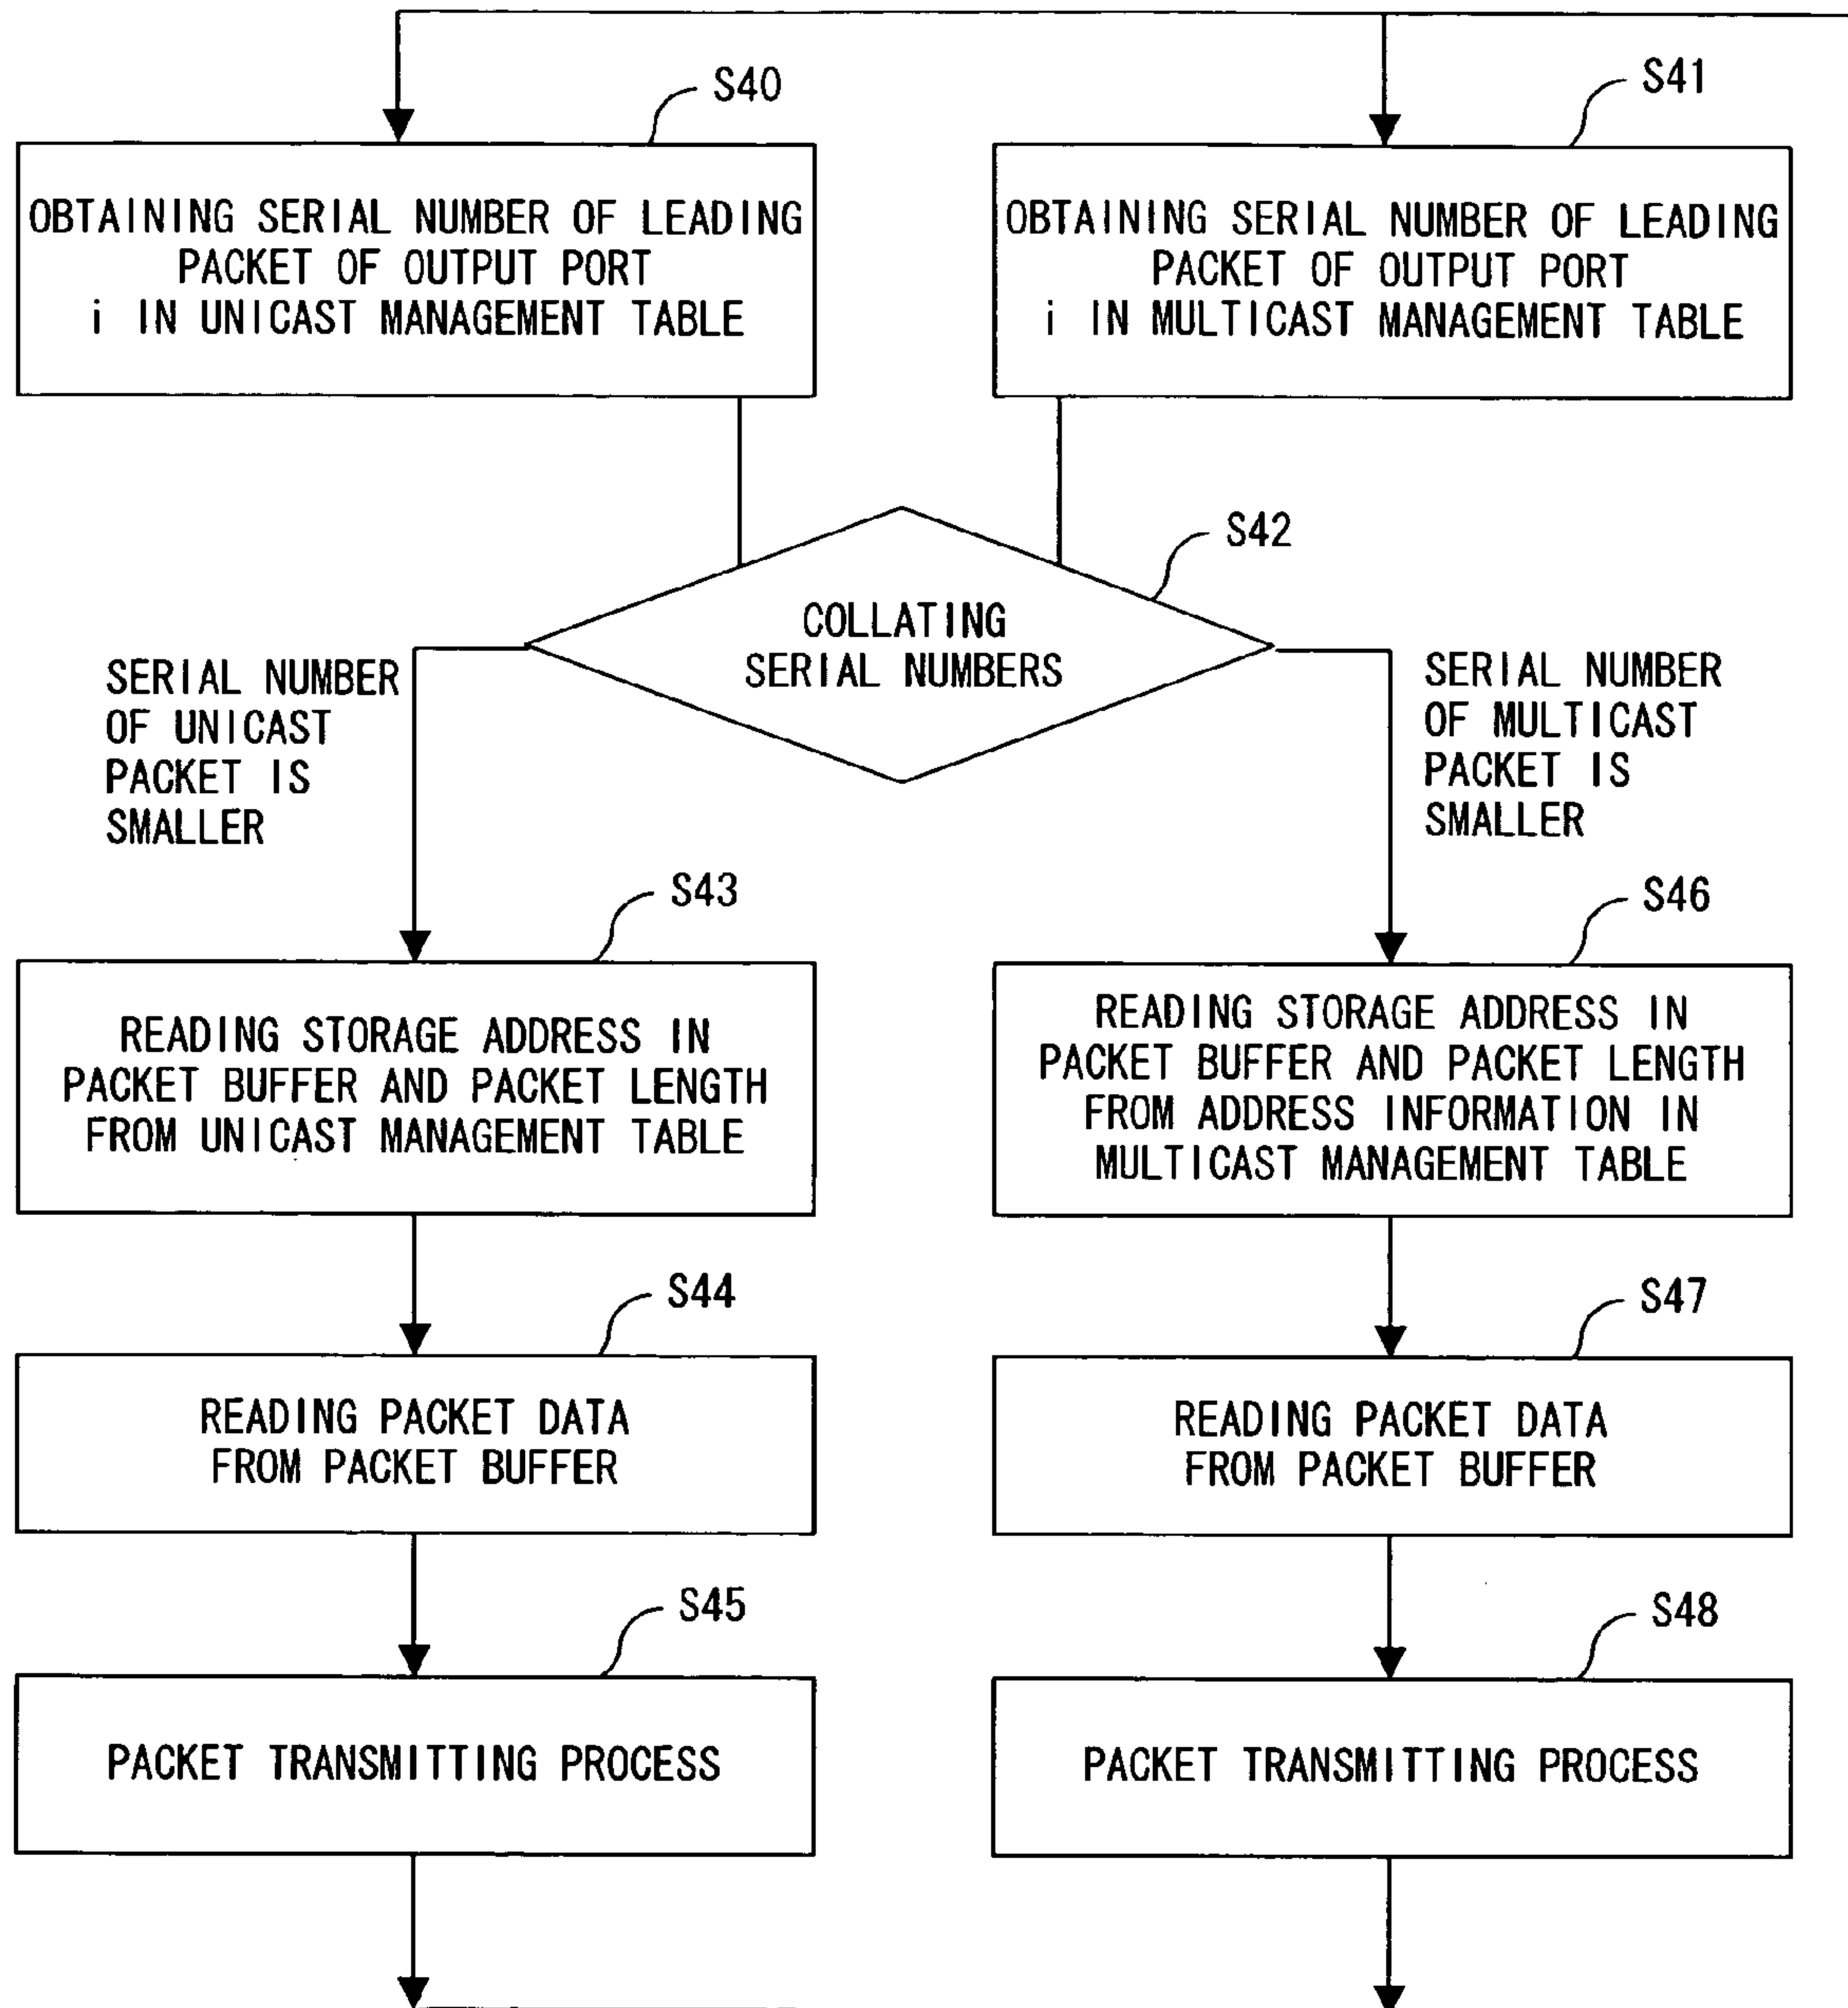 S40
S41
OBTAINING SERIAL NUMBER OF LEADING
PACKET OF OUTPUT PORT
i IN UNICAST MANAGEMENT TABLE
OBTAINING SERIAL NUMBER OF LEADING
PACKET OF OUTPUT PORT
i IN MULTICAST MANAGEMENT TABLE
S42
COLLATING
SERIAL NUMBERS
SERIAL NUMBER
OF UNICAST
PACKET IS
SMALLER
SERIAL NUMBER
OF MULTICAST
PACKET IS
SMALLER
S43
S46
READING STORAGE ADDRESS IN
PACKET BUFFER AND PACKET LENGTH
FROM UNICAST MANAGEMENT TABLE
READING STORAGE ADDRESS IN
PACKET BUFFER AND PACKET LENGTH
FROM ADDRESS INFORMATION IN
MULTICAST MANAGEMENT TABLE
S44
S47
READING PACKET DATA
FROM PACKET BUFFER
READING PACKET DATA
FROM PACKET BUFFER
S45
S48
PACKET TRANSMITTING PROCESS
PACKET TRANSMITTING PROCESS